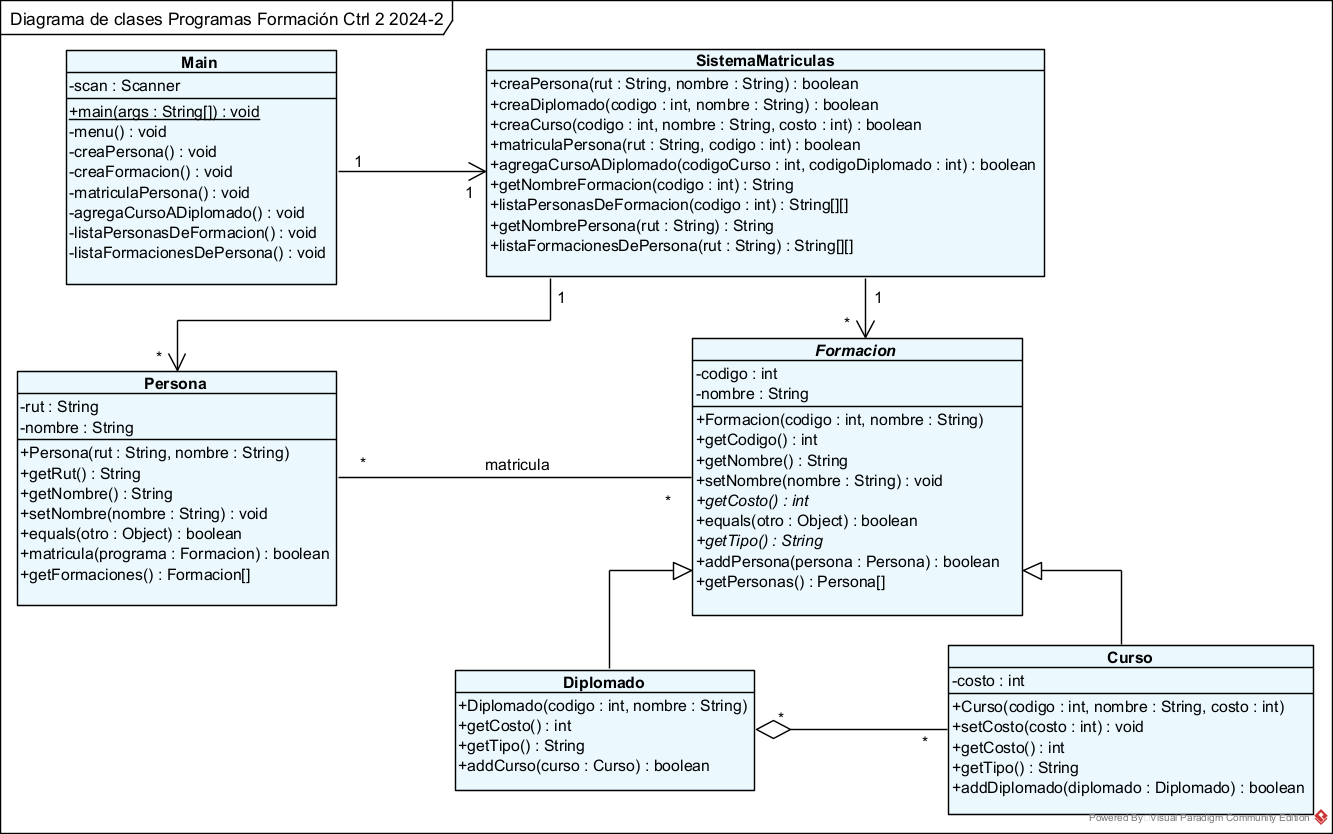 Diagrama de clases Programas Formación Ctrl 2 2024-2
Main
-scan : Scanner
+main(args : String[]) : void
-menu() : void
-creaPersona() : void
-creaFormacion() : void
-matriculaPersona() : void
-agregaCursoADiplomado() : void
-listaPersonasDeFormacion() : void
-listaFormacionesDePersona() : void
1
1
SistemaMatriculas
+creaPersona(rut : String, nombre : String) : boolean
+creaDiplomado(codigo : int, nombre : String) : boolean
+creaCurso(codigo : int, nombre : String, costo : int) : boolean
+matriculaPersona(rut : String, codigo : int) : boolean
+agregaCursoADiplomado(codigoCurso : int, codigoDiplomado : int) : boolean
+getNombreFormacion(codigo : int) : String
+listaPersonasDeFormacion(codigo : int) : String[][]
+getNombrePersona(rut : String) : String
+listaFormacionesDePersona(rut : String) : String[][]
1
*
1
*
Persona
-rut : String
-nombre : String
+Persona(rut : String, nombre : String)
+getRut() : String
+getNombre() : String
+setNombre(nombre : String) : void
+equals(otro : Object) : boolean
+matricula(programa : Formacion) : boolean
+getFormaciones() : Formacion[]
*
matricula
*
Formacion
-codigo : int
-nombre : String
+Formacion(codigo : int, nombre : String)
+getCodigo() : int
+getNombre() : String
+setNombre(nombre : String) : void
+getCosto() : int
+equals(otro : Object) : boolean
+getTipo() : String
+addPersona(persona : Persona) : boolean
+getPersonas() : Persona[]
Diplomado
+Diplomado(codigo : int, nombre : String)
+getCosto() : int
+getTipo() : String
+addCurso(curso : Curso) : boolean
*
*
Curso
-costo : int
+Curso(codigo : int, nombre : String, costo : int)
+setCosto(costo : int) : void
+getCosto() : int
+getTipo() : String
+addDiplomado(diplomado : Diplomado) : boolean
Powered By: Visual Paradigm Community Edition